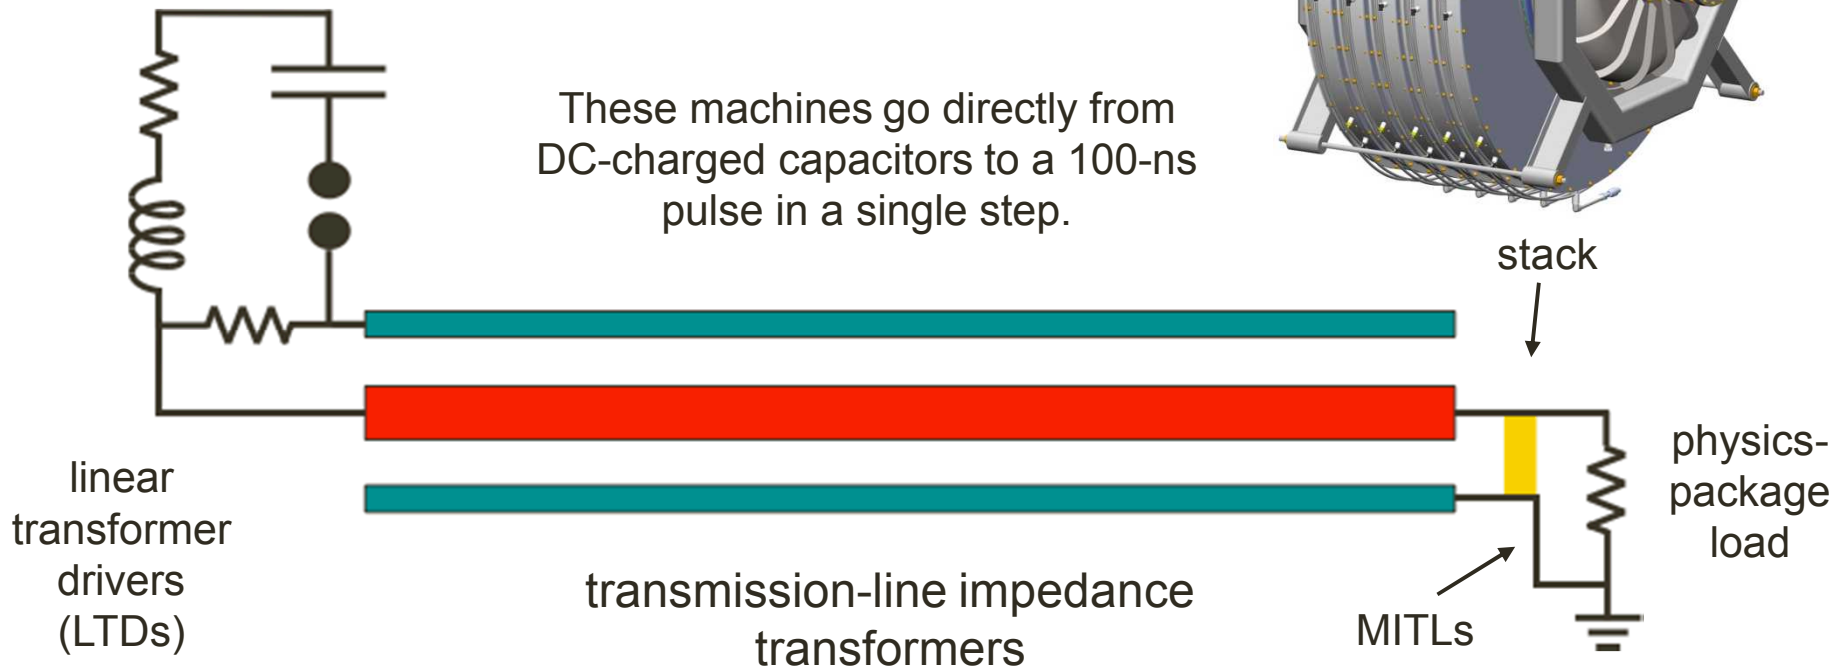 These machines go directly from
DC-charged capacitors to a 100-ns
pulse in a single step.
stack
linear
transformer
drivers
(LTDs)
transmission-line impedance
transformers
MITLs
physics-
package
load